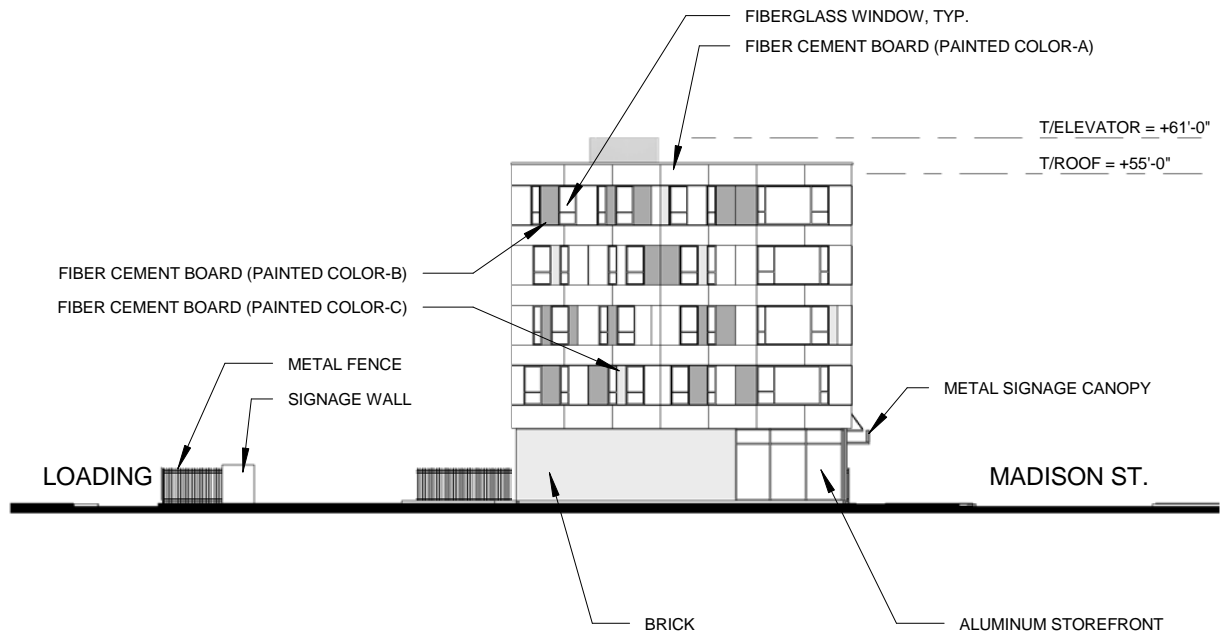 FIBERGLASS WINDOW, TYP.
FIBER CEMENT BOARD (PAINTED COLOR-A)
T/ELEVATOR = +61'-0"
T/ROOF = +55'-0"
FIBER CEMENT BOARD (PAINTED COLOR-B)
FIBER CEMENT BOARD (PAINTED COLOR-C)
METAL FENCE
SIGNAGE WALL
METAL SIGNAGE CANOPY
LOADING
MADISON ST.
BRICK
ALUMINUM STOREFRONT